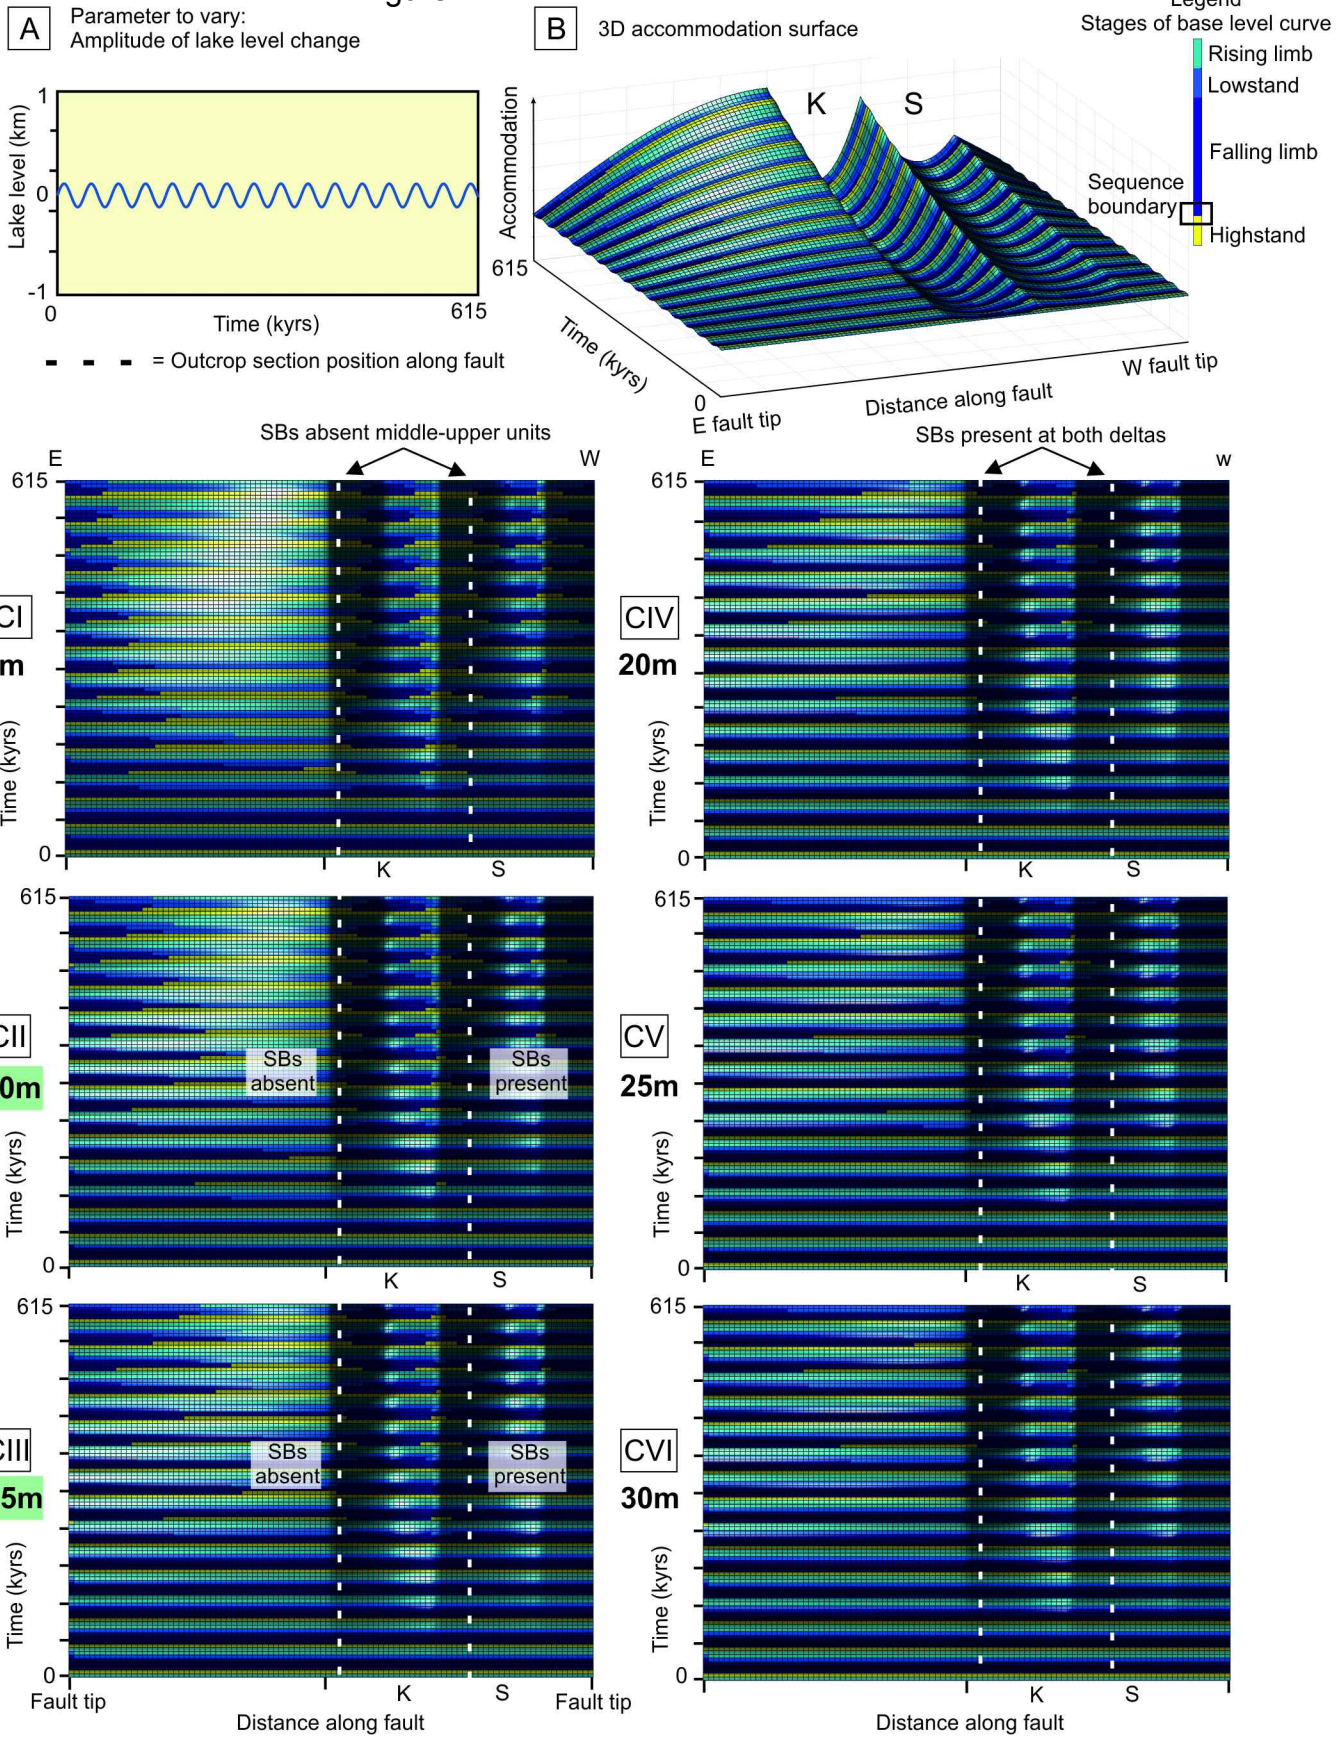 A
Parameter to vary:
Amplitude of lake level change
1
0
-1
Lake level (km)
0
615
Time (kyrs)
= Outcrop section position along fault
B
3D accommodation surface
K
S
Accommodation
615
Time (kyrs)
0
E fault tip
Distance along fault
W fault tip
Legend
Stages of base level curve
Rising limb
Lowstand
Falling limb
Sequence
boundary
Highstand
SBs absent middle-upper units
E
W
615
CI
m
Time (kyrs)
0
K
S
SBs present at both deltas
E
w
615
CIV
20m
Time (kyrs)
0
K
S
615
CII
0m
SBs
absent
SBs
present
Time (kyrs)
0
K
S
615
CV
25m
Time (kyrs)
0
K
S
615
CIII
5m
SBs
absent
SBs
present
Time (kyrs)
0
Fault tip
K
S
Fault tip
Distance along fault
615
CVI
30m
Time (kyrs)
0
K
S
Distance along fault